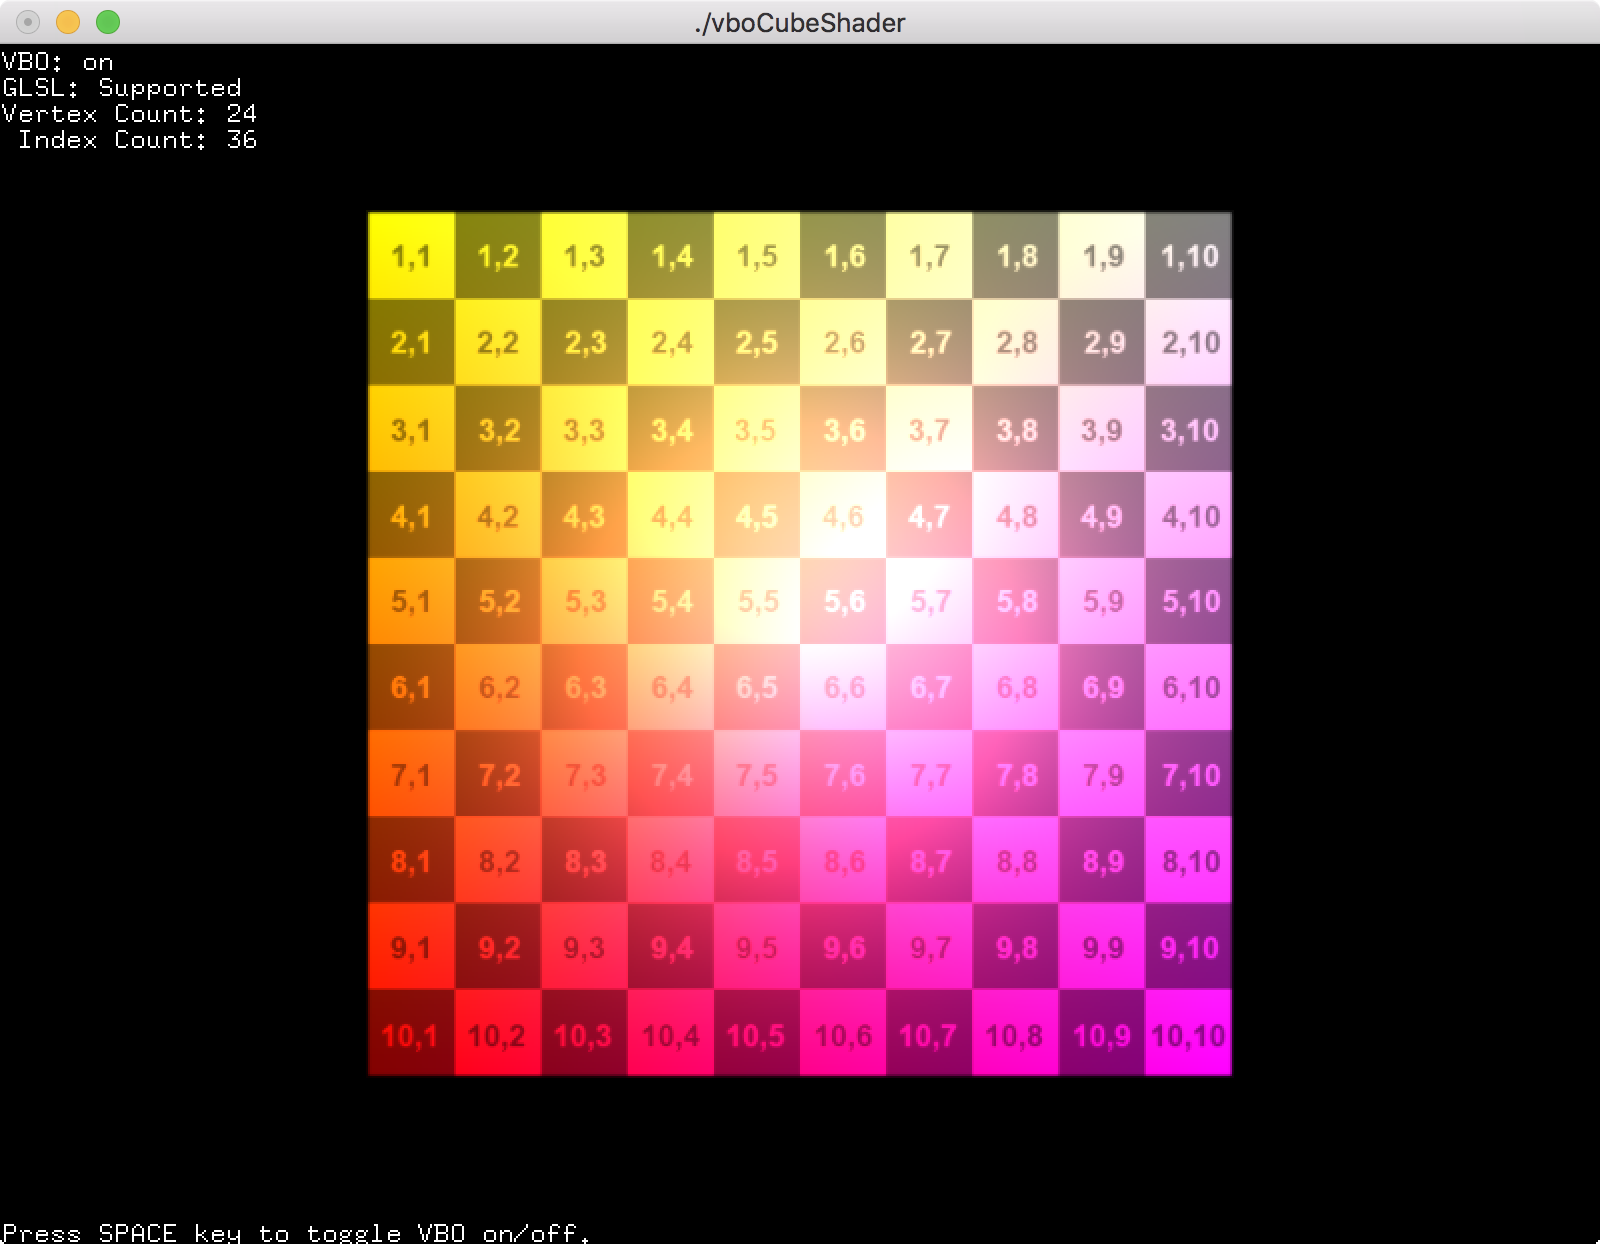 ./vboCubeShader
VBO: on
GLSL: Supported
Vertex Count: 24
Index Count: 36
1,1 1,2 1,3 1,4 1,5 1,6 1,7 1,8 1,9 1,10
2,1 2,2 2,3 2,4 2,5 2,6 2,7 2,8 2,9 2,10
3,1 3,2 3,3 3,4 3,5 3,6 3,7 3,8 3,9 3,10
4,1 4,2 4,3 4,4 4,5 4,6 4,7 4,8 4,9 4,10
5,1 5,2 5,3 5,4 5,5 5,6 5,7 5,8 5,9 5,10
6,1 6,2 6,3 6,4 6,5 6,6 6,7 6,8 6,9 6,10
7,1 7,2 7,3 7,4 7,5 7,6 7,7 7,8 7,9 7,10
8,1 8,2 8,3 8,4 8,5 8,6 8,7 8,8 8,9 8,10
9,1 9,2 9,3 9,4 9,5 9,6 9,7 9,8 9,9 9,10
10,1 10,2 10,3 10,4 10,5 10,6 10,7 10,8 10,9 10,10
Press SPACE key to toggle VBO on/off.